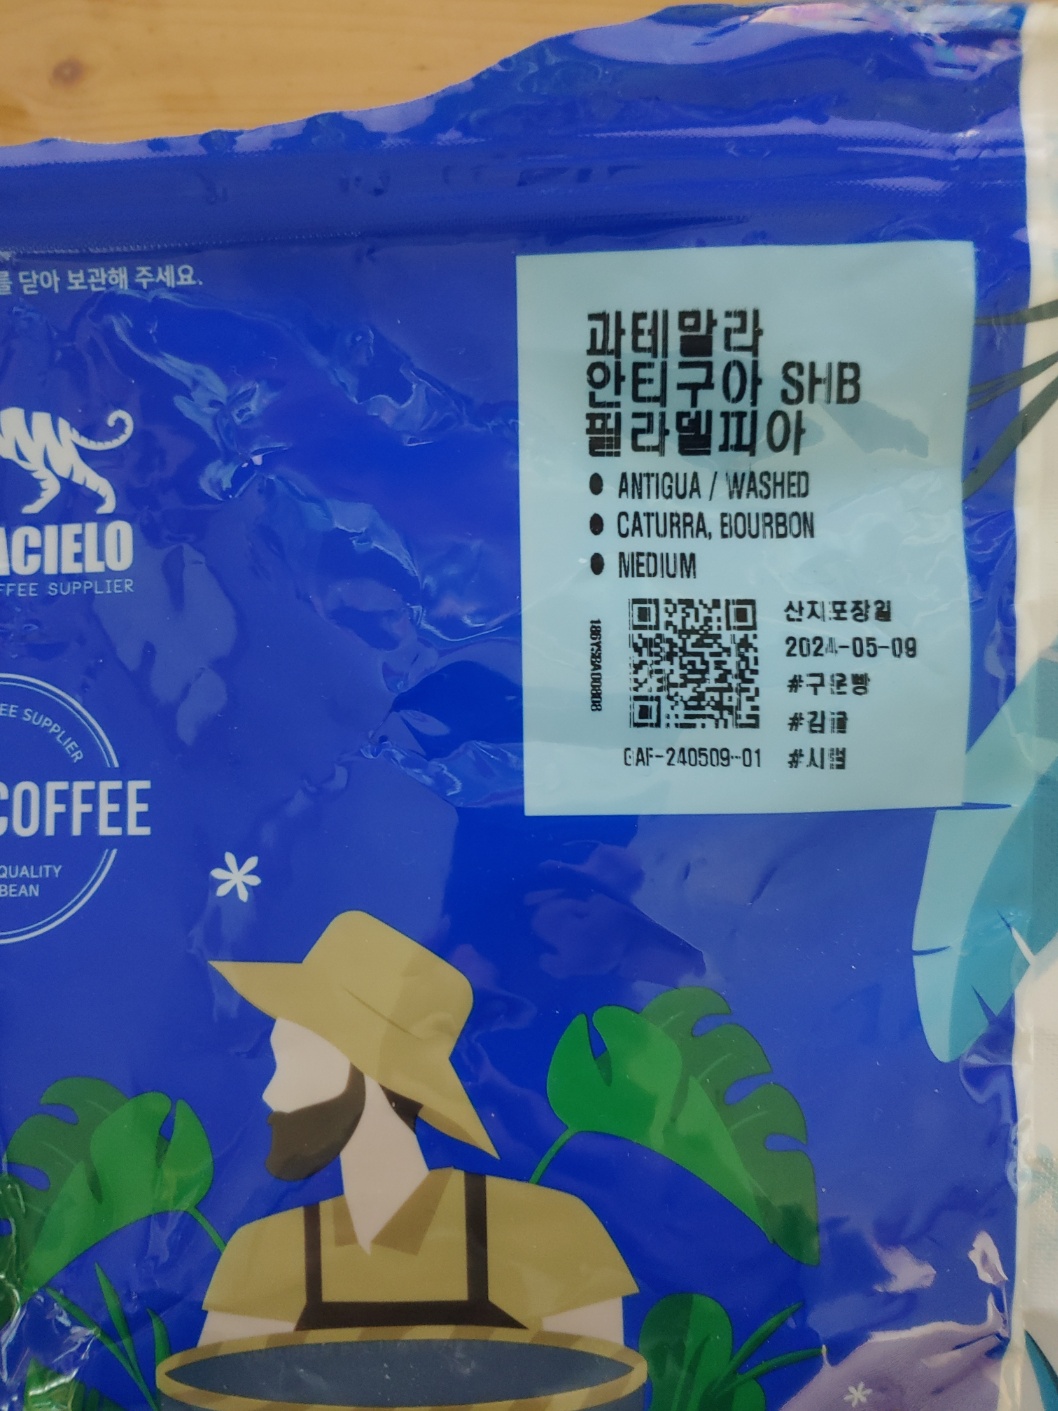 를 닫아 보관해 주세요.
ACIELO
FFEE SUPPLIER
EE SUPPLIER
COFFEE
QUALITY
BEAN
과테말라
안티구아 SHB
필라델피아
● ANTIGUA / WASHED
● CATURRA, BOURBON
● MEDIUM
산지포장일
2024-05-09
#구운빵
#감귤
#시럽
GAF-240509-01